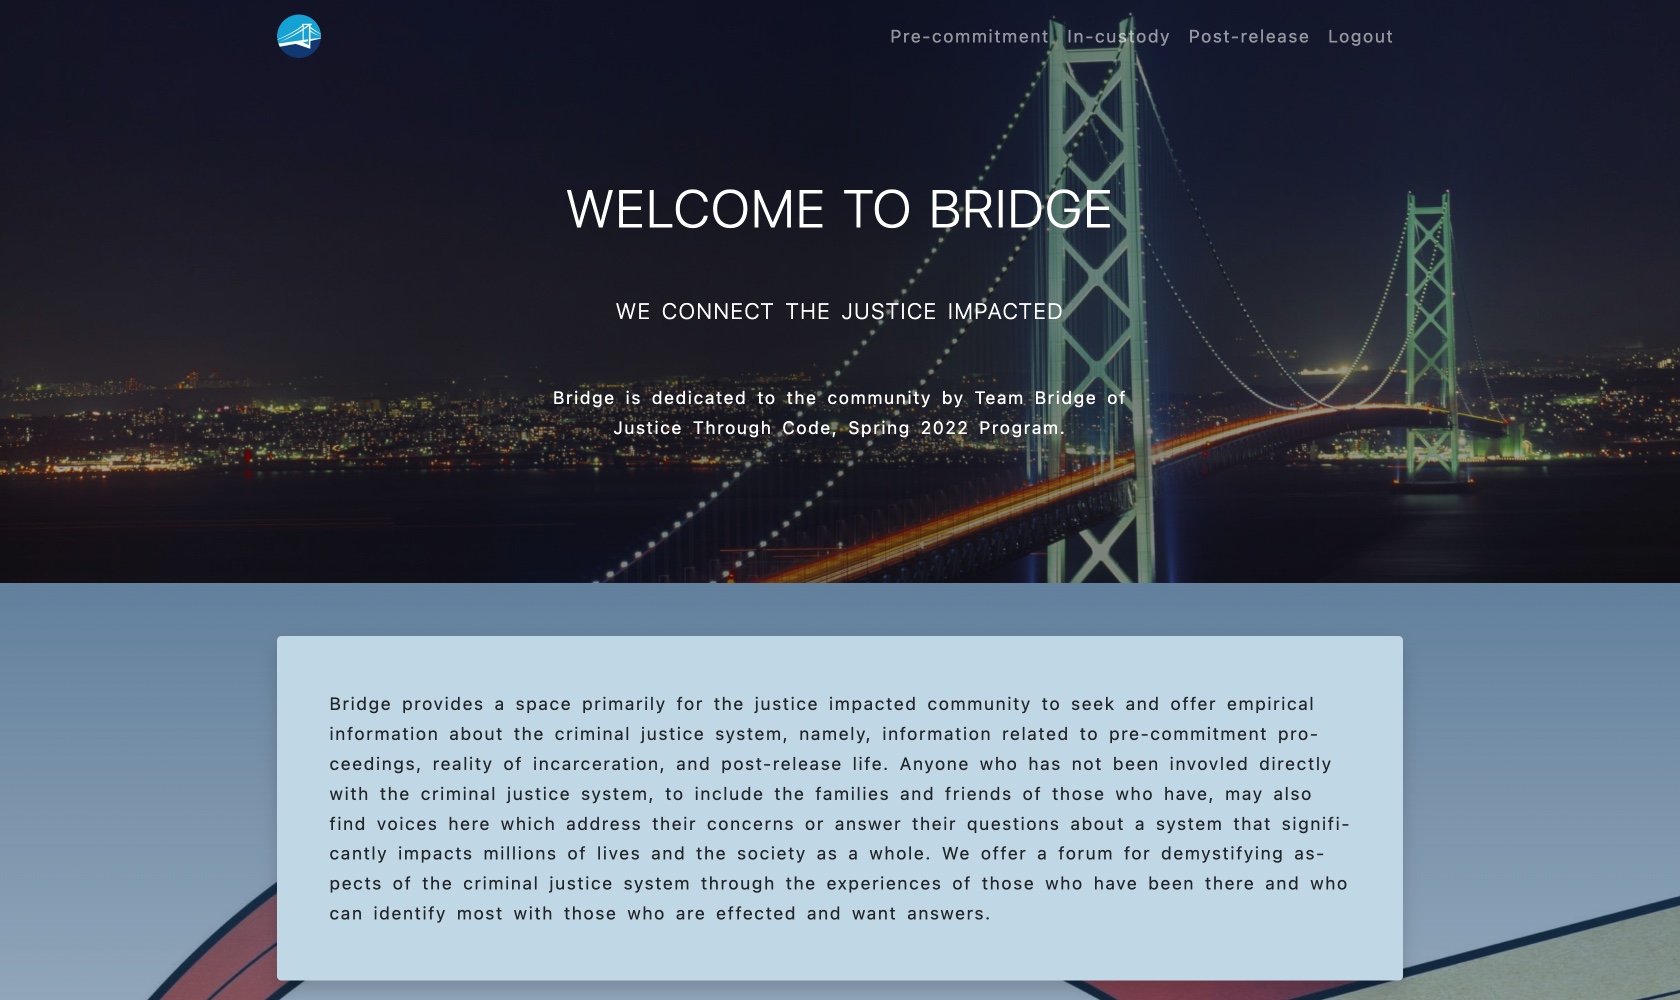 Pre-commitment In-custody Post-release Logout
WELCOME TO BRIDGE
WE CONNECT THE JUSTICE IMPACTED
Bridge is dedicated to the community by Team Bridge of
Justice Through Code, Spring 2022 Program.
Bridge provides a space primarily for the justice impacted community to seek and offer empirical
information about the criminal justice system, namely, information related to pre-commitment pro-
ceedings, reality of incarceration, and post-release life. Anyone who has not been invovled directly
with the criminal justice system, to include the families and friends of those who have, may also
find voices here which address their concerns or answer their questions about a system that signifi-
cantly impacts millions of lives and the society as a whole. We offer a forum for demystifying as-
pects of the criminal justice system through the experiences of those who have been there and who
can identify most with those who are effected and want answers.